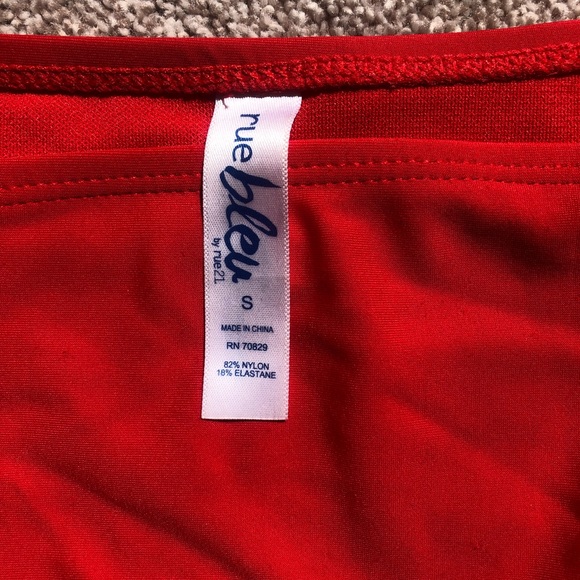 rue
bleu
by rue21
S
MADE IN CHINA
RN 70829
82% NYLON
18% ELASTANE